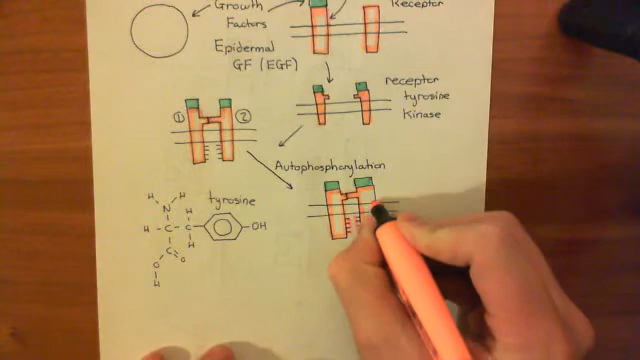 Growth
Factors
Receptor
Epidermal
GF (EGF)
receptor
tyrosine
kinase
① ②
Autophosphorylation
tyrosine
H H
N
H
H - C - C - OH
H
C
O O
H